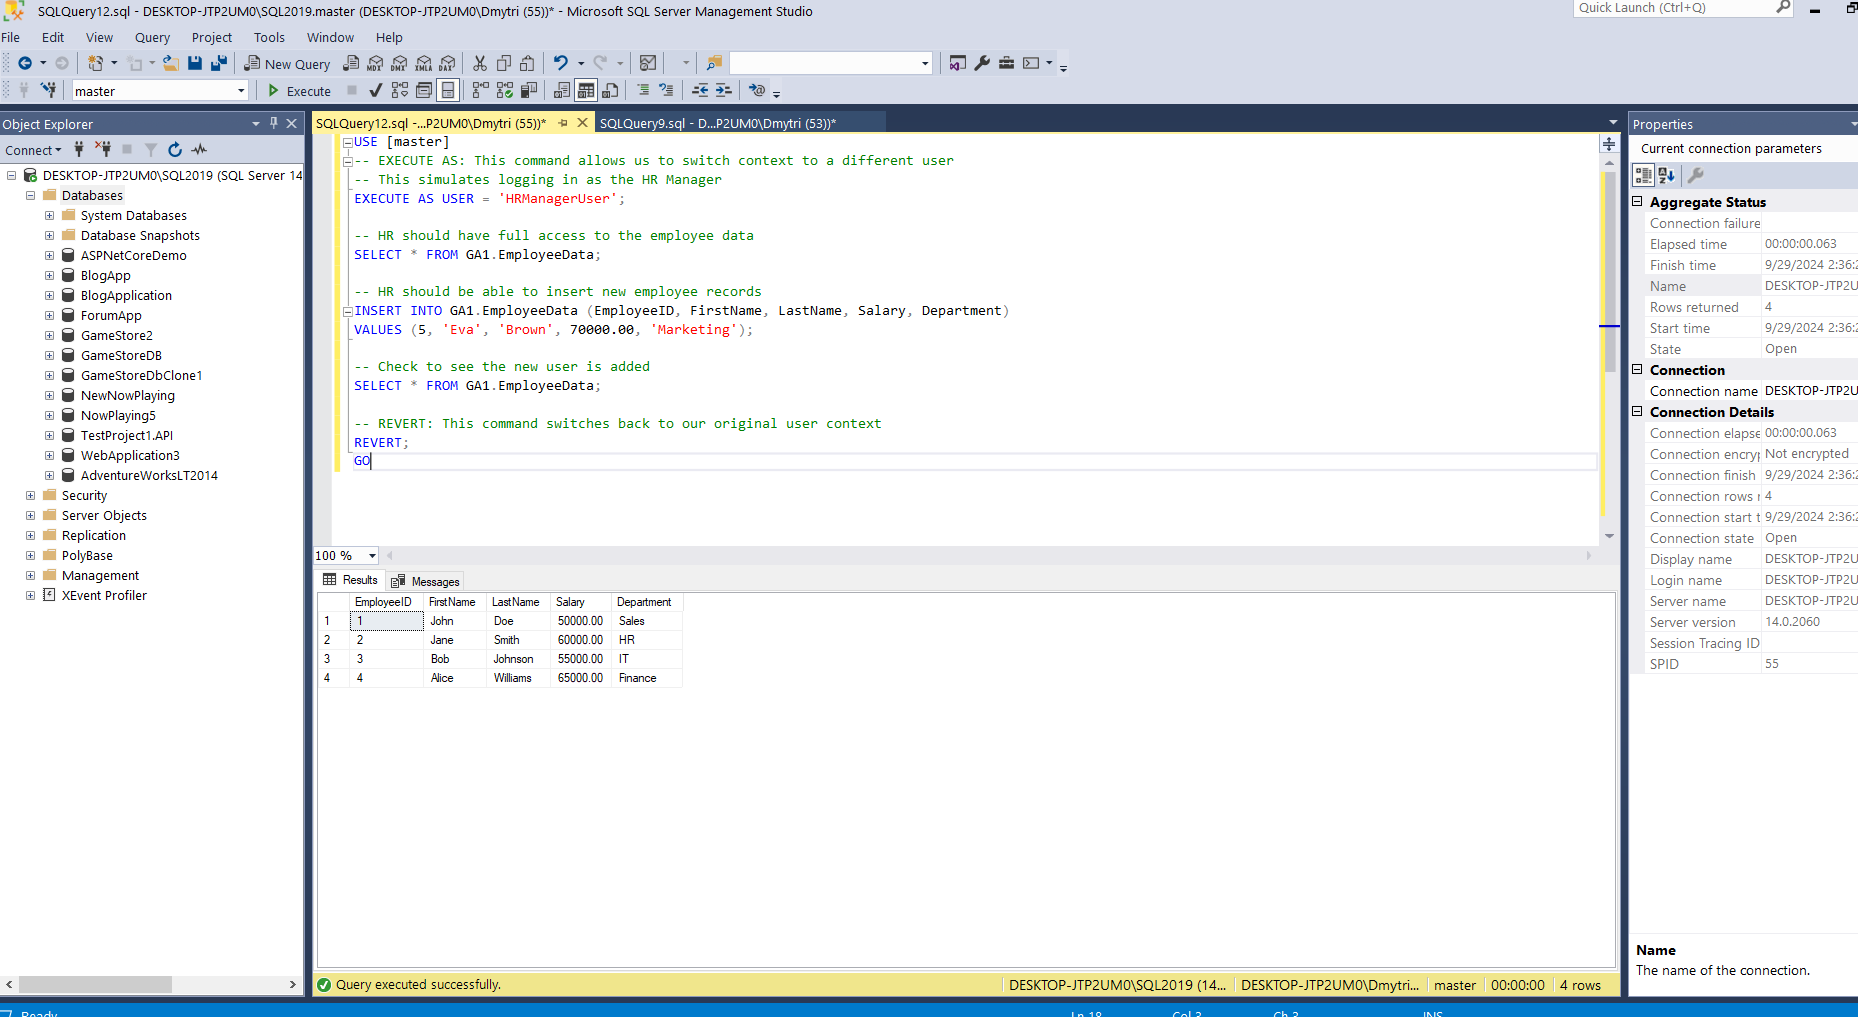 SQLQuery12.sql - DESKTOP-JTP2UM0\SQL2019.master (DESKTOP-JTP2UM0\Dmytri (55))* - Microsoft SQL Server Management Studio
Quick Launch (Ctrl+Q)
File Edit View Query Project Tools Window Help
New Query MDX DMX XMLA DAX
master Execute
Object Explorer
Connect
DESKTOP-JTP2UM0\SQL2019 (SQL Server 14
Databases
System Databases
Database Snapshots
ASPNetCoreDemo
BlogApp
BlogApplication
ForumApp
GameStore2
GameStoreDB
GameStoreDbClone1
NewNowPlaying
NowPlaying5
TestProject1.API
WebApplication3
AdventureWorksLT2014
Security
Server Objects
Replication
PolyBase
Management
XEvent Profiler
SQLQuery12.sql -...P2UM0\Dmytri (55))* SQLQuery9.sql - D...P2UM0\Dmytri (53))*
USE [master]
-- EXECUTE AS: This command allows us to switch context to a different user
-- This simulates logging in as the HR Manager
EXECUTE AS USER = 'HRManagerUser';
-- HR should have full access to the employee data
SELECT * FROM GA1.EmployeeData;
-- HR should be able to insert new employee records
INSERT INTO GA1.EmployeeData (EmployeeID, FirstName, LastName, Salary, Department)
VALUES (5, 'Eva', 'Brown', 70000.00, 'Marketing');
-- Check to see the new user is added
SELECT * FROM GA1.EmployeeData;
-- REVERT: This command switches back to our original user context
REVERT;
GO
100 %
Results Messages
EmployeeID FirstName LastName Salary Department
1 1 John Doe 50000.00 Sales
2 2 Jane Smith 60000.00 HR
3 3 Bob Johnson 55000.00 IT
4 4 Alice Williams 65000.00 Finance
Query executed successfully. DESKTOP-JTP2UM0\SQL2019 (14... DESKTOP-JTP2UM0\Dmytri... master 00:00:00 4 rows
Properties
Current connection parameters
Aggregate Status
Connection failure
Elapsed time 00:00:00.063
Finish time 9/29/2024 2:36:2
Name DESKTOP-JTP2U
Rows returned 4
Start time 9/29/2024 2:36:2
State Open
Connection
Connection name DESKTOP-JTP2U
Connection Details
Connection elapse 00:00:00.063
Connection encryp Not encrypted
Connection finish 9/29/2024 2:36:2
Connection rows r 4
Connection start t 9/29/2024 2:36:2
Connection state Open
Display name DESKTOP-JTP2U
Login name DESKTOP-JTP2U
Server name DESKTOP-JTP2U
Server version 14.0.2060
Session Tracing ID
SPID 55
Name
The name of the connection.
Ready Ln 18 Col 3 Ch 3 INS